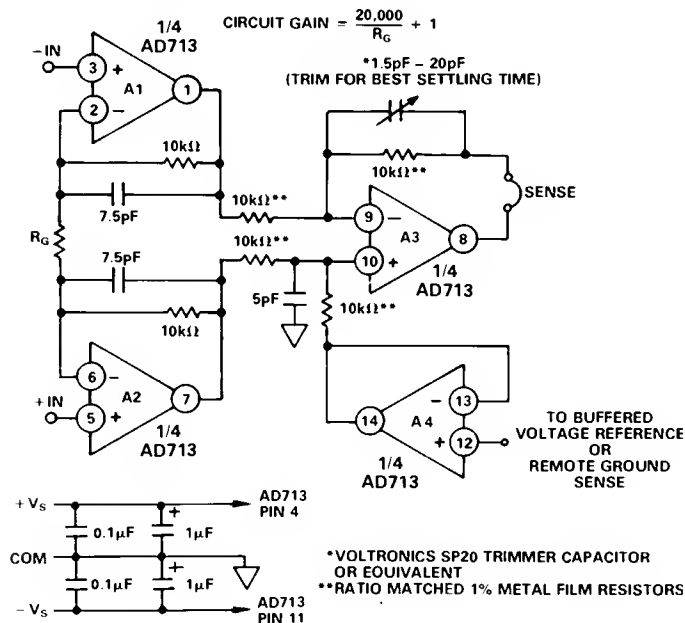 CIRCUIT GAIN = 20,000 / R_G + 1
1/4
AD713
−IN
3
+
A1
1
2
−
*1.5pF – 20pF
(TRIM FOR BEST SETTLING TIME)
10kΩ
7.5pF
10kΩ**
10kΩ**
SENSE
9
−
A3
8
10
+
1/4
AD713
R_G
7.5pF
10kΩ**
5pF
10kΩ**
10kΩ
6
−
A2
7
+IN
5
+
1/4
AD713
−
13
14
A4
+
12
1/4
AD713
TO BUFFERED
VOLTAGE REFERENCE
OR
REMOTE GROUND
SENSE
+V_S
AD713
PIN 4
0.1μF
+
1μF
COM
0.1μF
+
1μF
−V_S
AD713
PIN 11
*VOLTRONICS SP20 TRIMMER CAPACITOR
OR EQUIVALENT
**RATIO MATCHED 1% METAL FILM RESISTORS